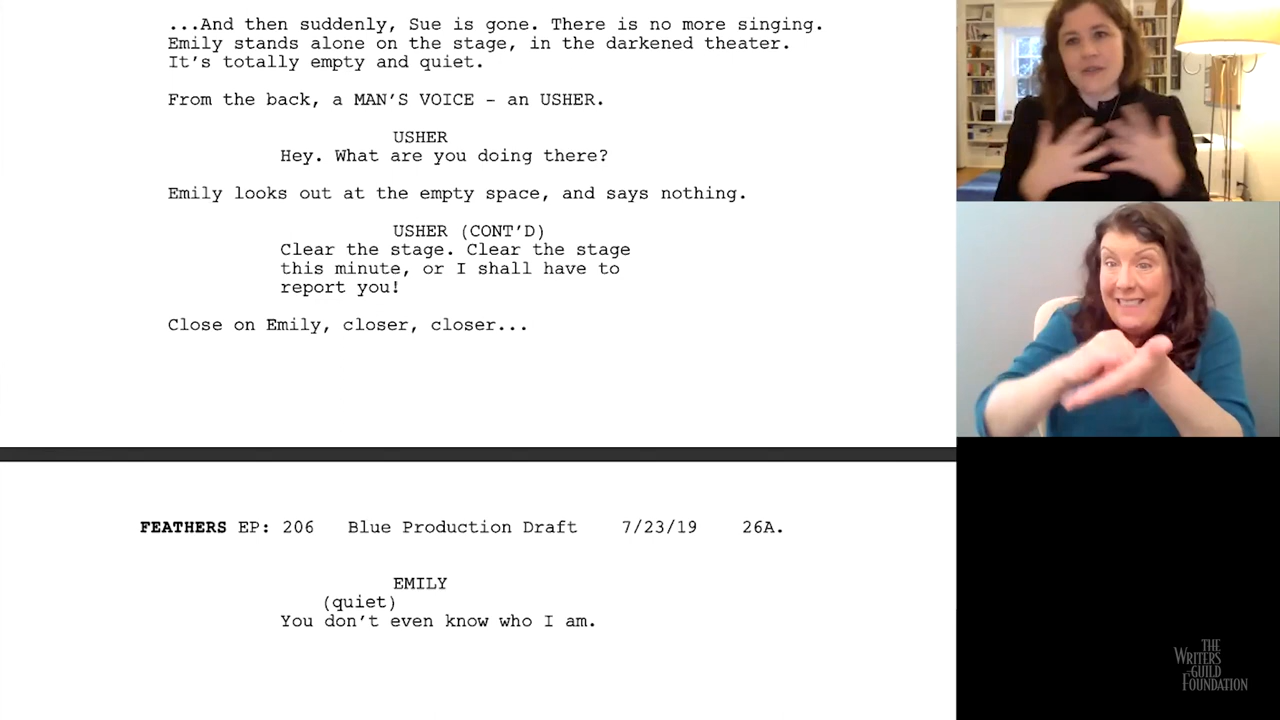 ...And then suddenly, Sue is gone. There is no more singing.
Emily stands alone on the stage, in the darkened theater.
It’s totally empty and quiet.
From the back, a MAN’S VOICE – an USHER.
USHER
Hey. What are you doing there?
Emily looks out at the empty space, and says nothing.
USHER (CONT’D)
Clear the stage. Clear the stage
this minute, or I shall have to
report you!
Close on Emily, closer, closer...
FEATHERS EP: 206 Blue Production Draft 7/23/19 26A.
EMILY
(quiet)
You don’t even know who I am.
THE
WRITERS
GUILD
FOUNDATION